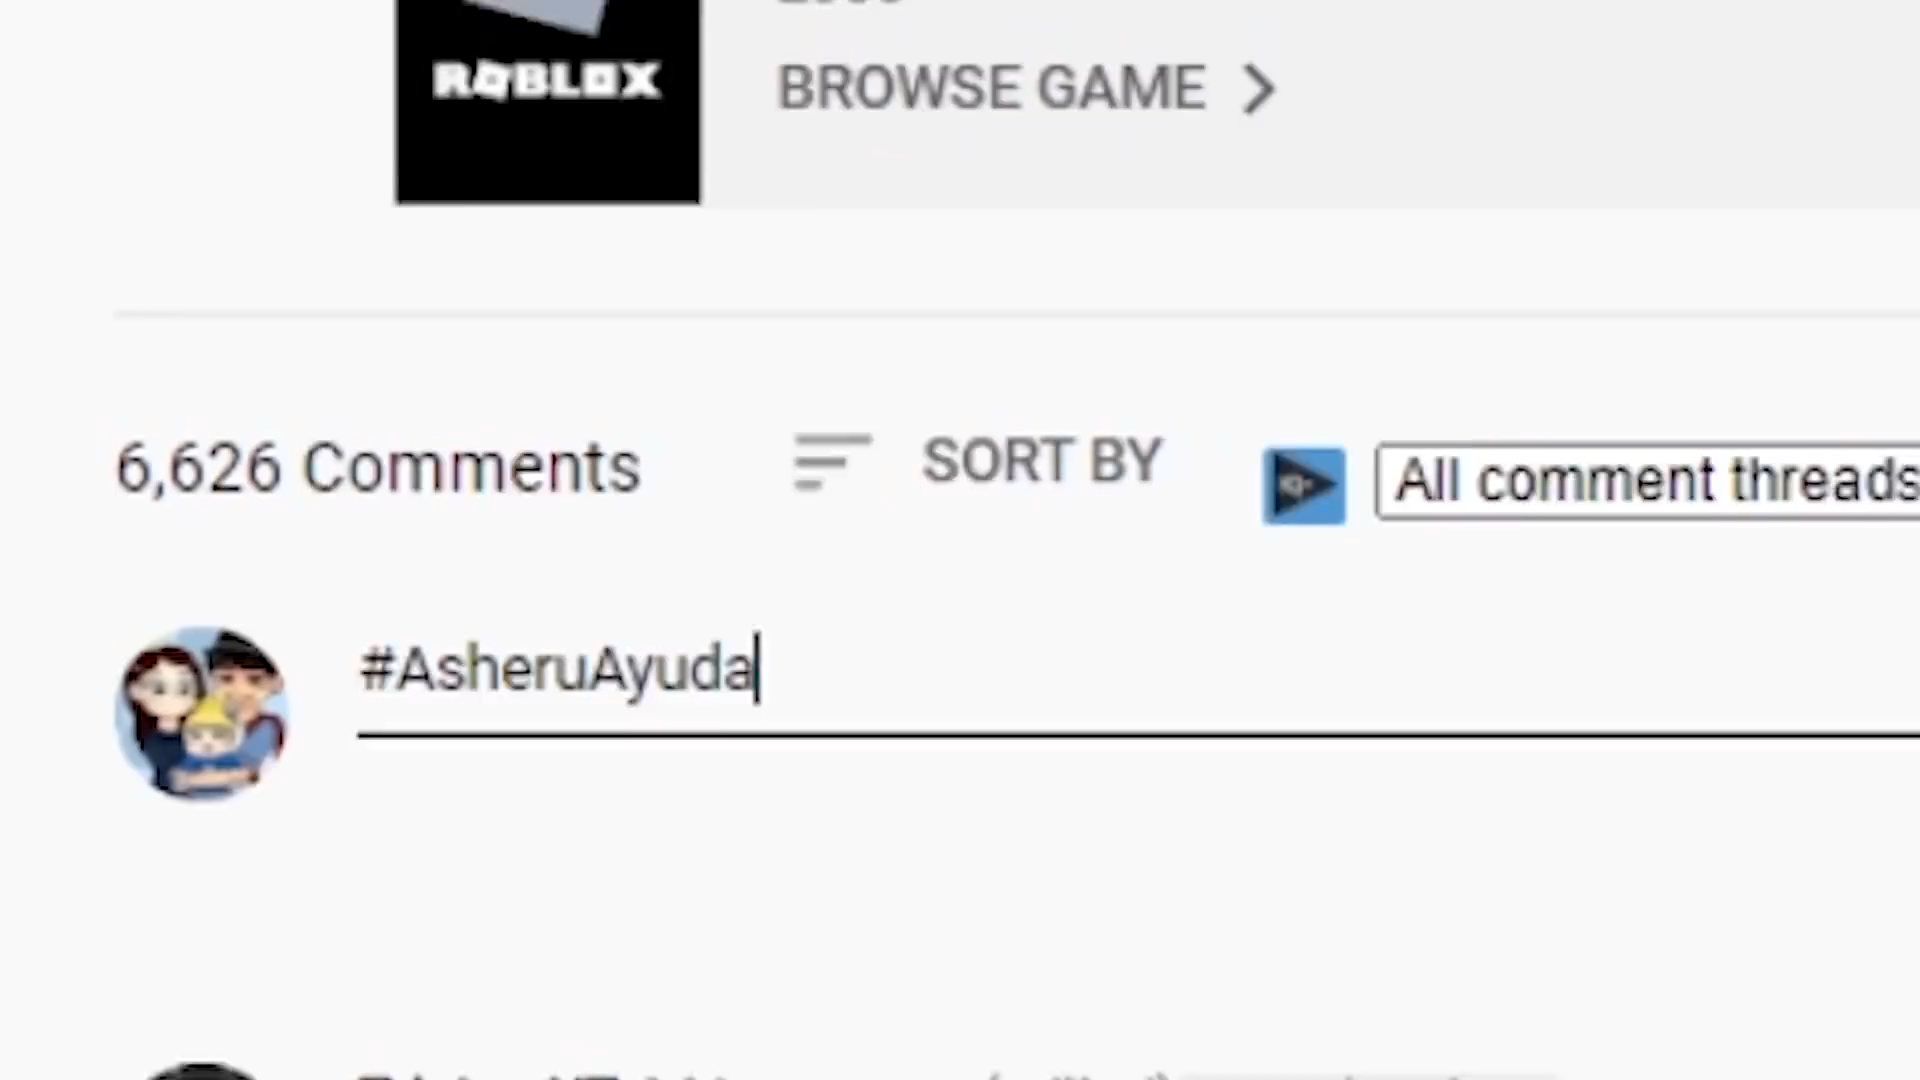 ROBLOX
BROWSE GAME
6,626 Comments
SORT BY
All comment threads
#AsheruAyuda